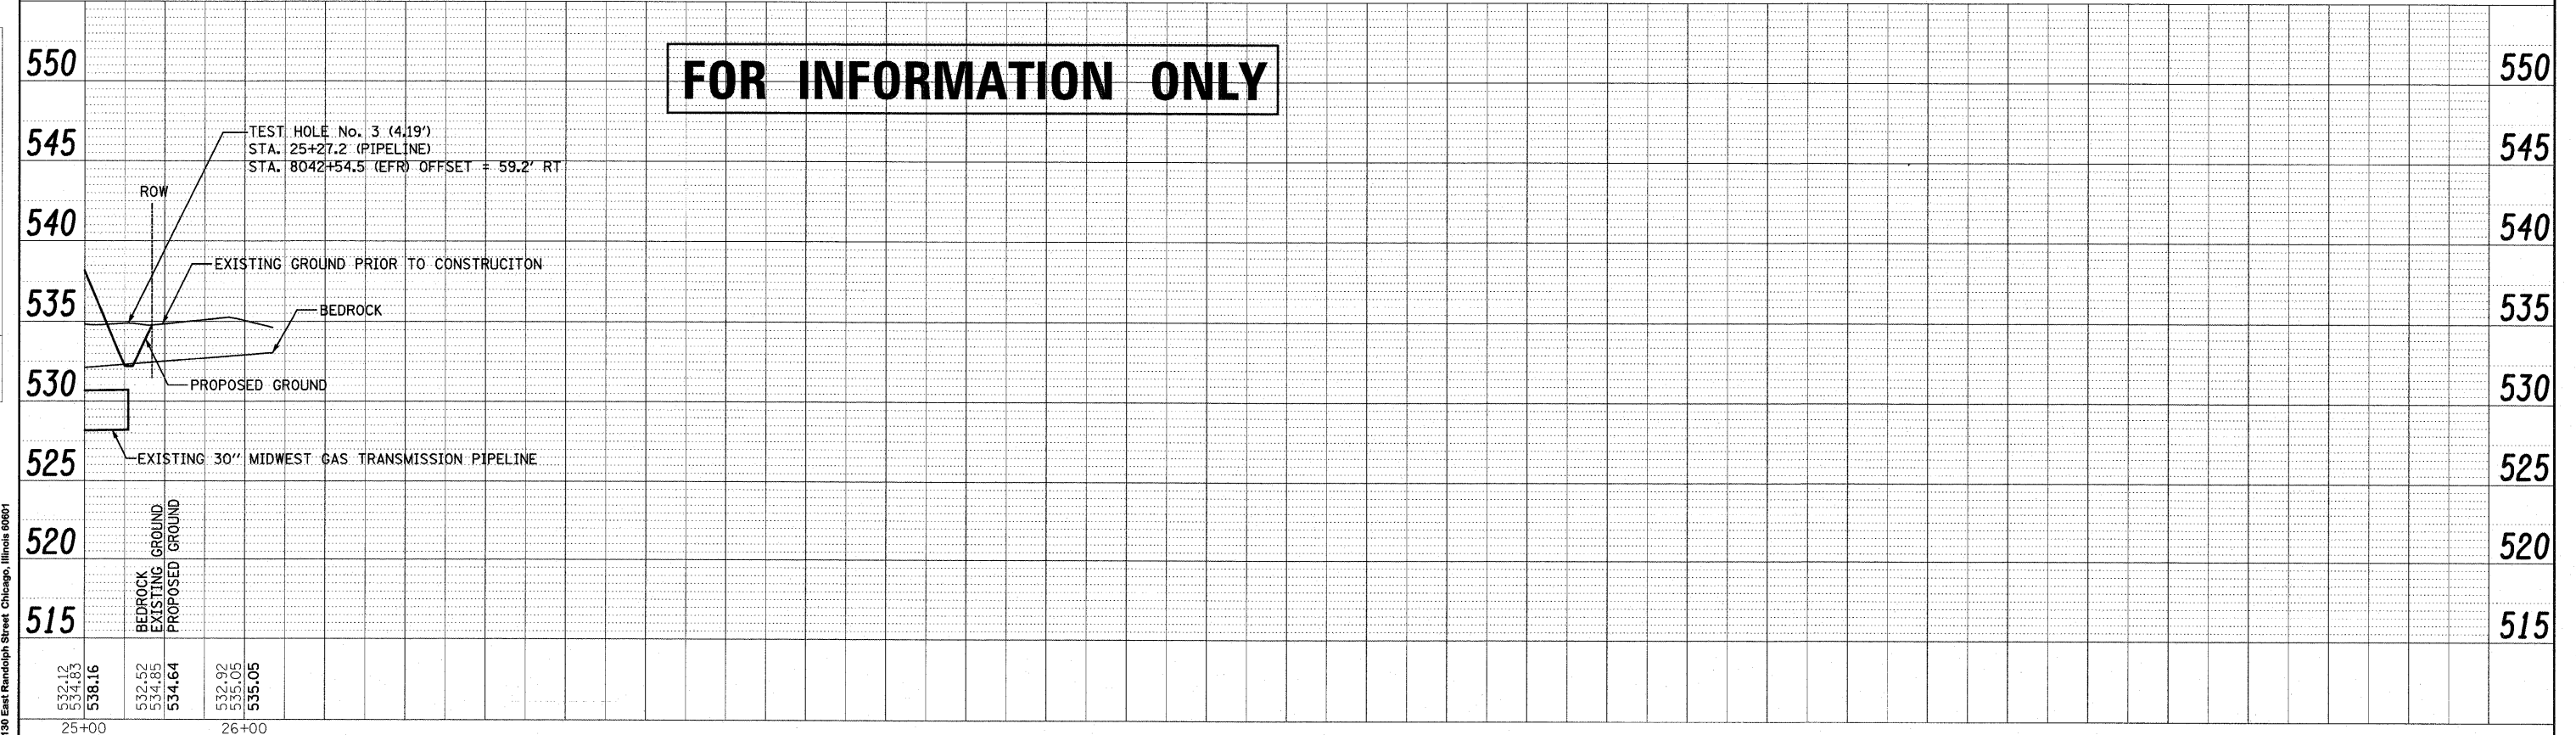 FOR INFORMATION ONLY
550
550
TEST HOLE No. 3 (4.19')
STA. 25+27.2 (PIPELINE)
STA. 8042+54.5 (EFR) OFFSET = 59.2' RT
545
545
ROW
540
540
EXISTING GROUND PRIOR TO CONSTRUCITON
535
535
BEDROCK
530
530
PROPOSED GROUND
EXISTING 30" MIDWEST GAS TRANSMISSION PIPELINE
525
525
520
520
BEDROCK
EXISTING GROUND
PROPOSED GROUND
515
515
532.12
534.83
538.16
532.52
534.85
534.64
532.92
535.05
535.05
25+00
26+00
130 East Randolph Street Chicago, Illinois 60601